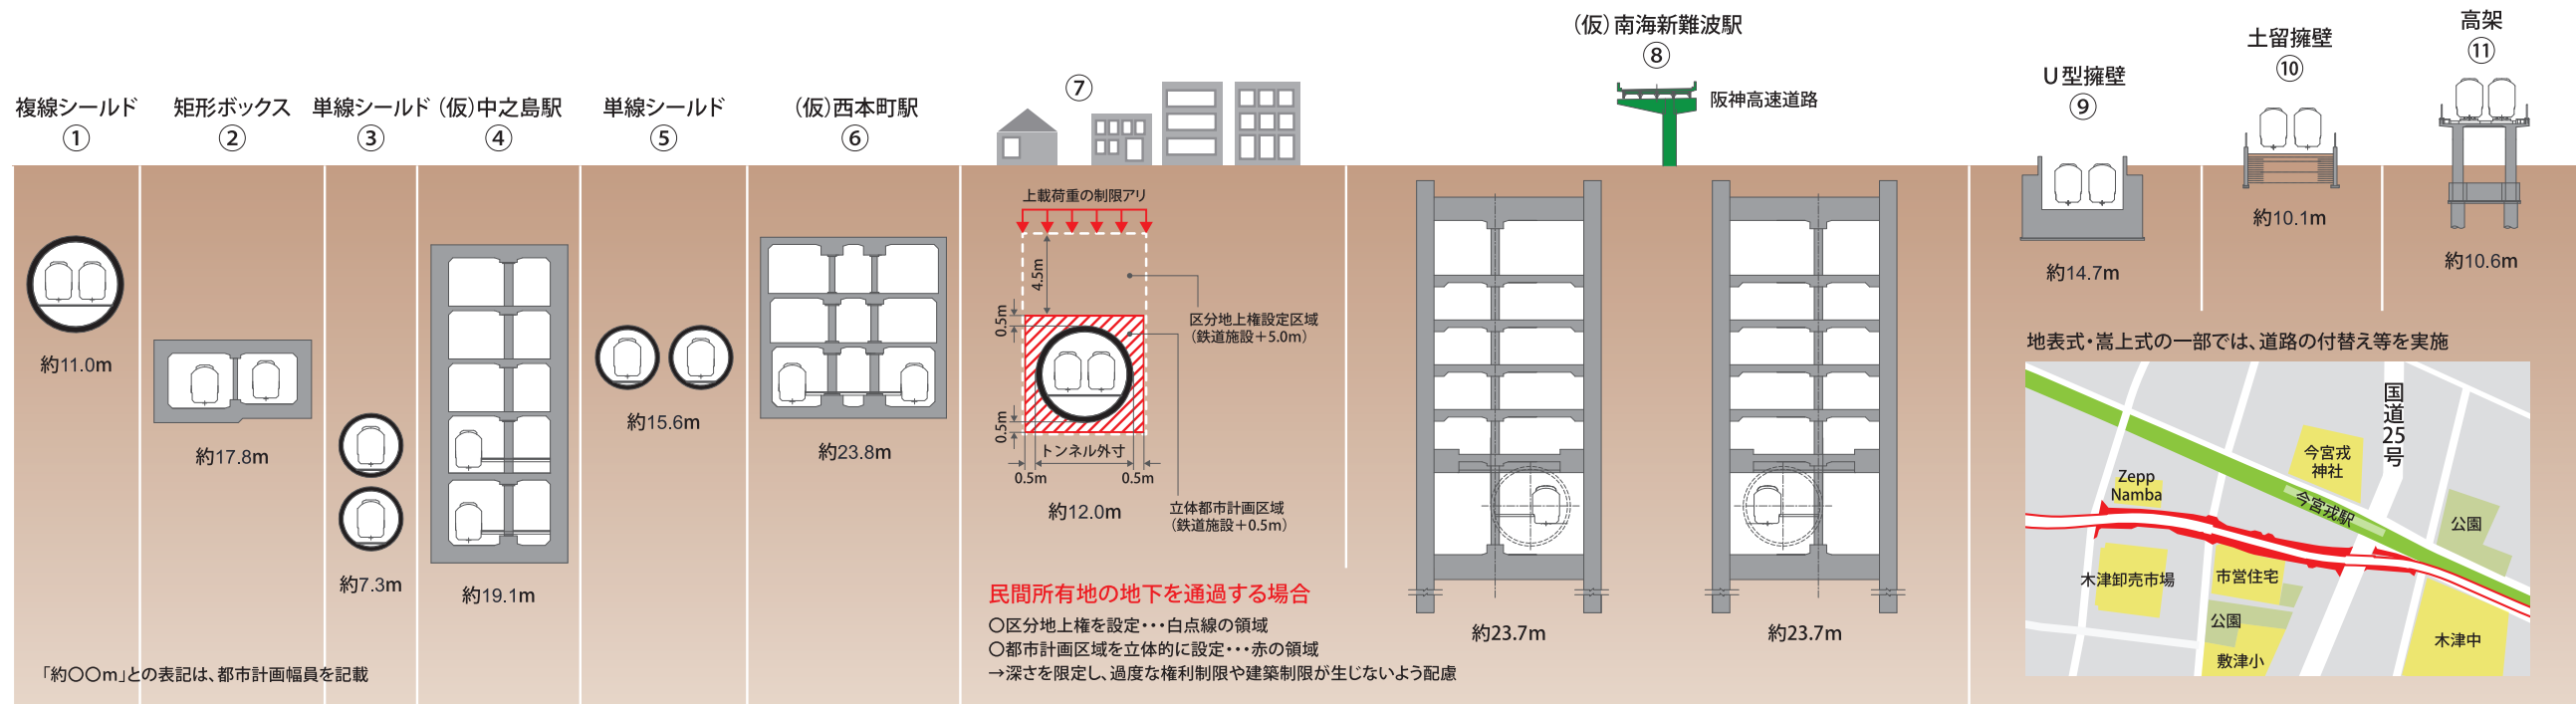 複線シールド
①
約11.0m
矩形ボックス
②
約17.8m
単線シールド
③
約7.3m
(仮)中之島駅
④
約19.1m
単線シールド
⑤
約15.6m
(仮)西本町駅
⑥
約23.8m
⑦
上載荷重の制限アリ
4.5m
0.5m
0.5m
トンネル外寸
0.5m
0.5m
約12.0m
区分地上権設定区域
(鉄道施設+5.0m)
立体都市計画区域
(鉄道施設+0.5m)
民間所有地の地下を通過する場合
〇区分地上権を設定・・・白点線の領域
〇都市計画区域を立体的に設定・・・赤の領域
→深さを限定し、過度な権利制限や建築制限が生じないよう配慮
(仮)南海新難波駅
⑧
阪神高速道路
約23.7m
約23.7m
U型擁壁
⑨
約14.7m
土留擁壁
⑩
約10.1m
高架
⑪
約10.6m
地表式・嵩上式の一部では、道路の付替え等を実施
国道25号
今宮戎
神社
Zepp
Namba
今宮戎駅
公園
木津卸売市場
市営住宅
公園
敷津小
木津中
「約〇〇m」との表記は、都市計画幅員を記載